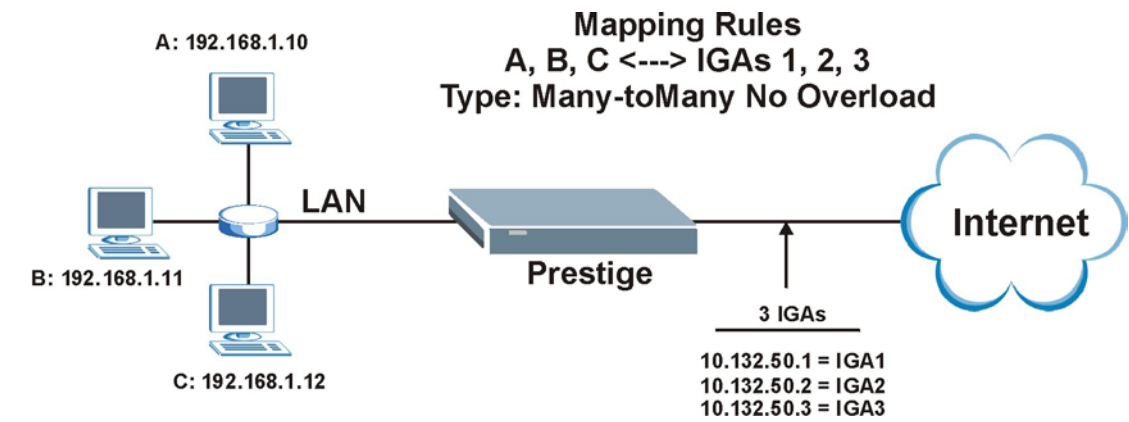 Mapping Rules
A, B, C <---> IGAs 1, 2, 3
Type: Many-toMany No Overload
A: 192.168.1.10
LAN
B: 192.168.1.11
C: 192.168.1.12
Prestige
Internet
3 IGAs
10.132.50.1 = IGA1
10.132.50.2 = IGA2
10.132.50.3 = IGA3